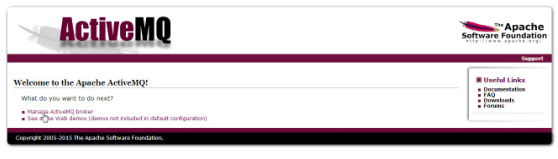 ActiveMQ
The Apache
Software Foundation
http://www.apache.org/
Support
Welcome to the Apache ActiveMQ!
What do you want to do next?
Manage ActiveMQ broker
See some Web demos (demos not included in default configuration)
Useful Links
Documentation
FAQ
Downloads
Forums
Copyright 2005-2015 The Apache Software Foundation.